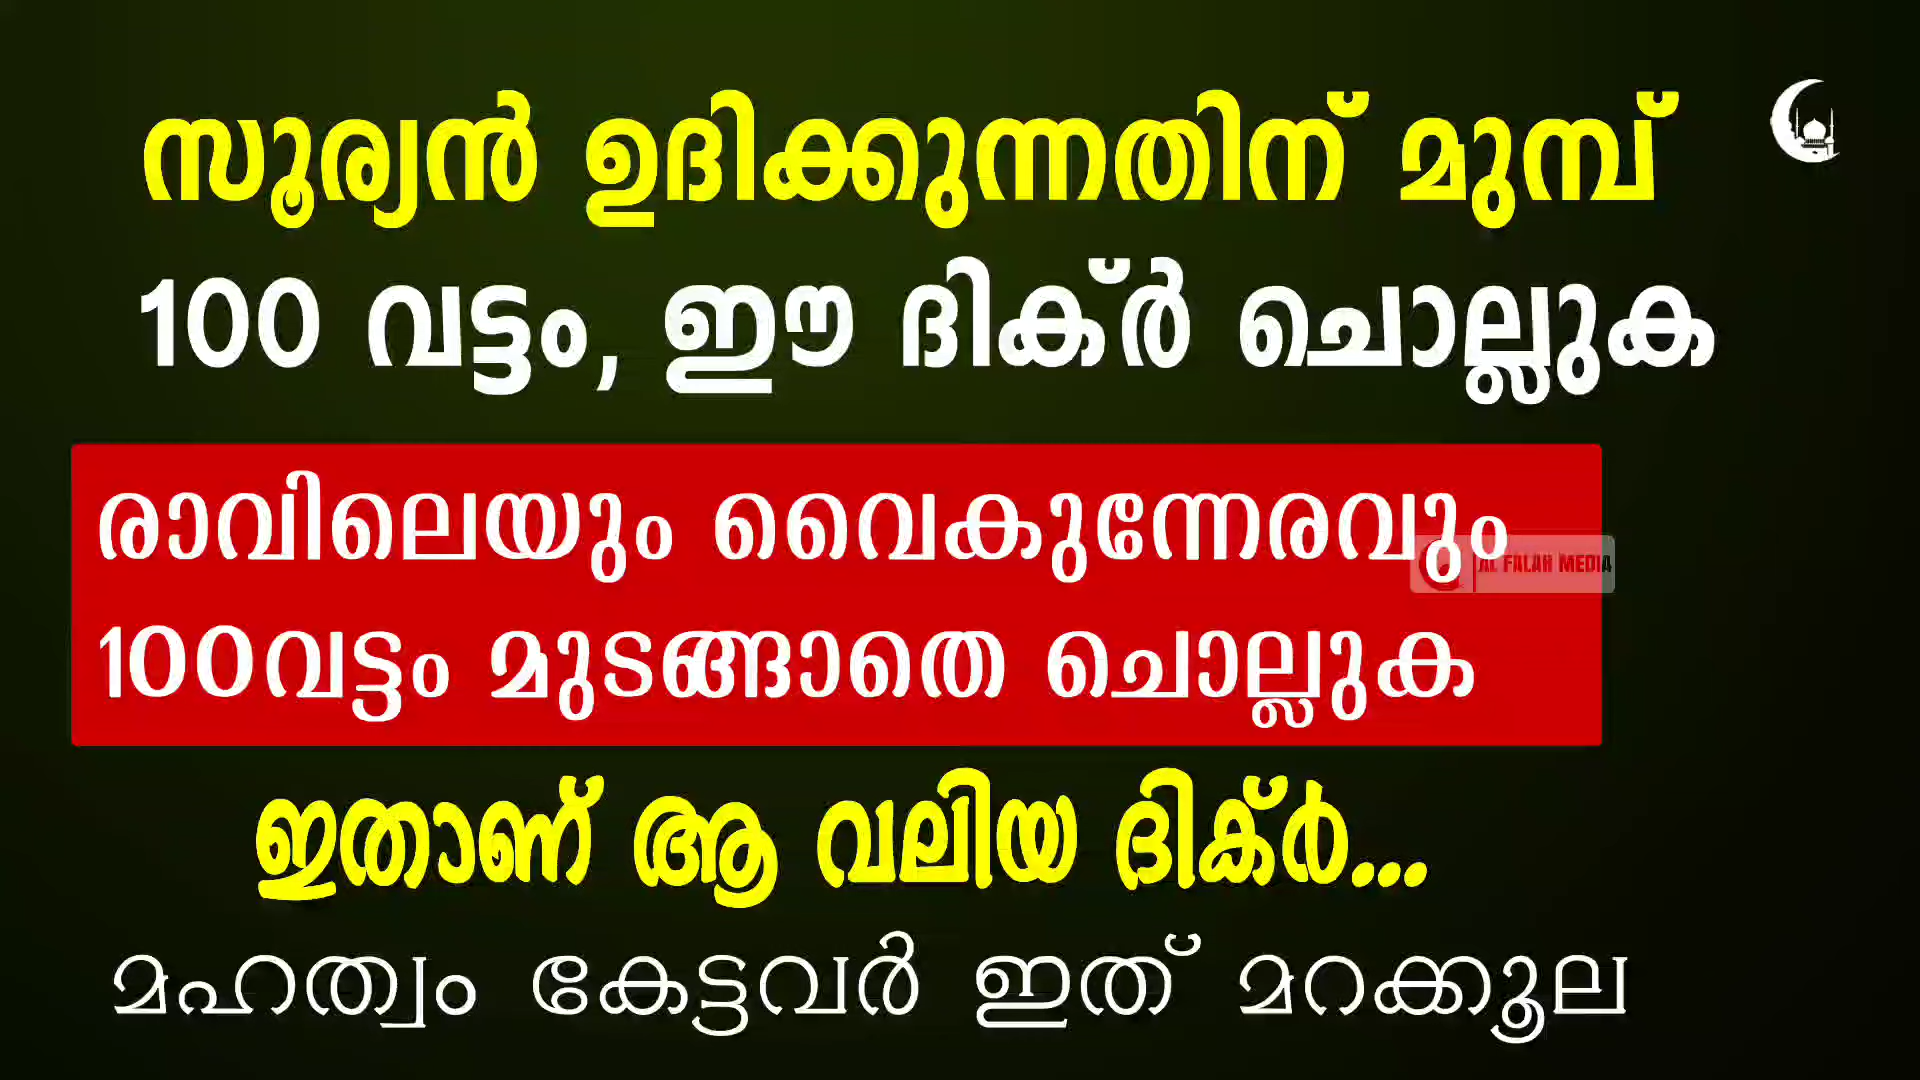 സൂര്യൻ ഉദിക്കുന്നതിന് മുമ്പ്
100 വട്ടം, ഈ ദിക്ർ ചൊല്ലുക
രാവിലെയും വൈകുന്നേരവും
AL FALAH MEDIA
100വട്ടം മുടങ്ങാതെ ചൊല്ലുക
ഇതാണ് ആ വലിയ ദിക്ർ...
മഹത്വം കേട്ടവർ ഇത് മറക്കൂല